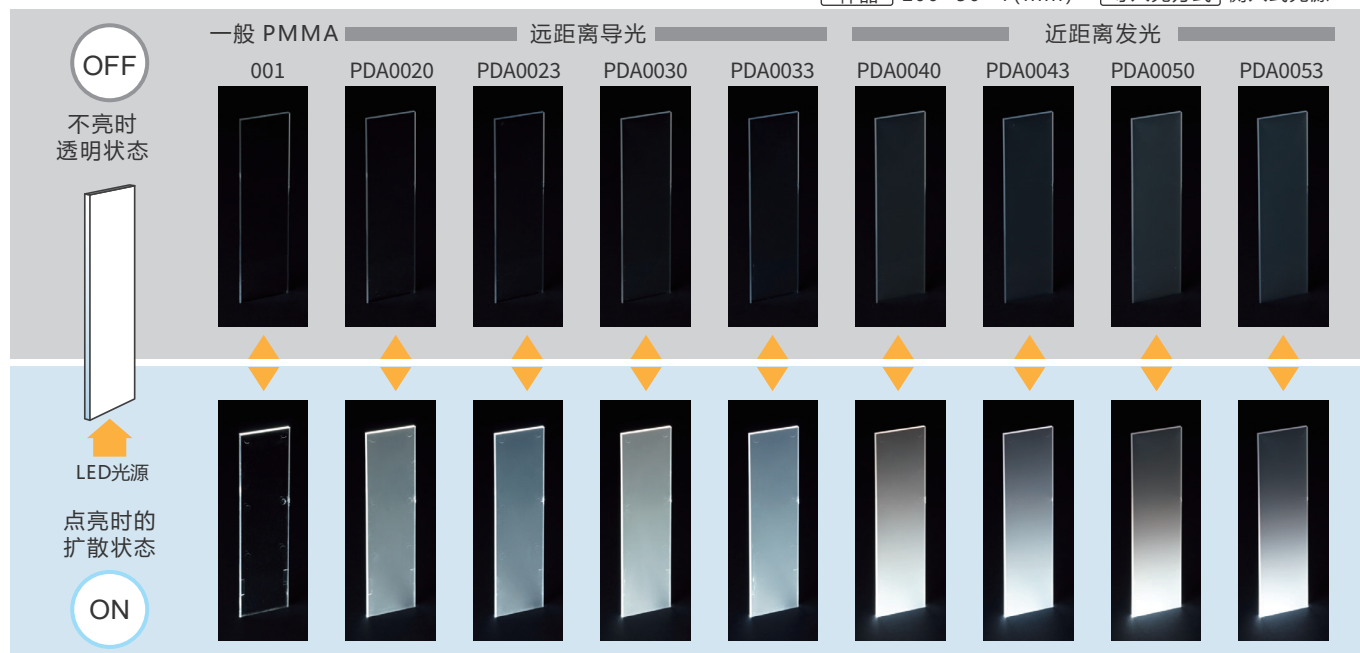 一般 PMMA
远距离导光
近距离发光
OFF
001
PDA0020
PDA0023
PDA0030
PDA0033
PDA0040
PDA0043
PDA0050
PDA0053
不亮时
透明状态
LED光源
点亮时的
扩散状态
ON